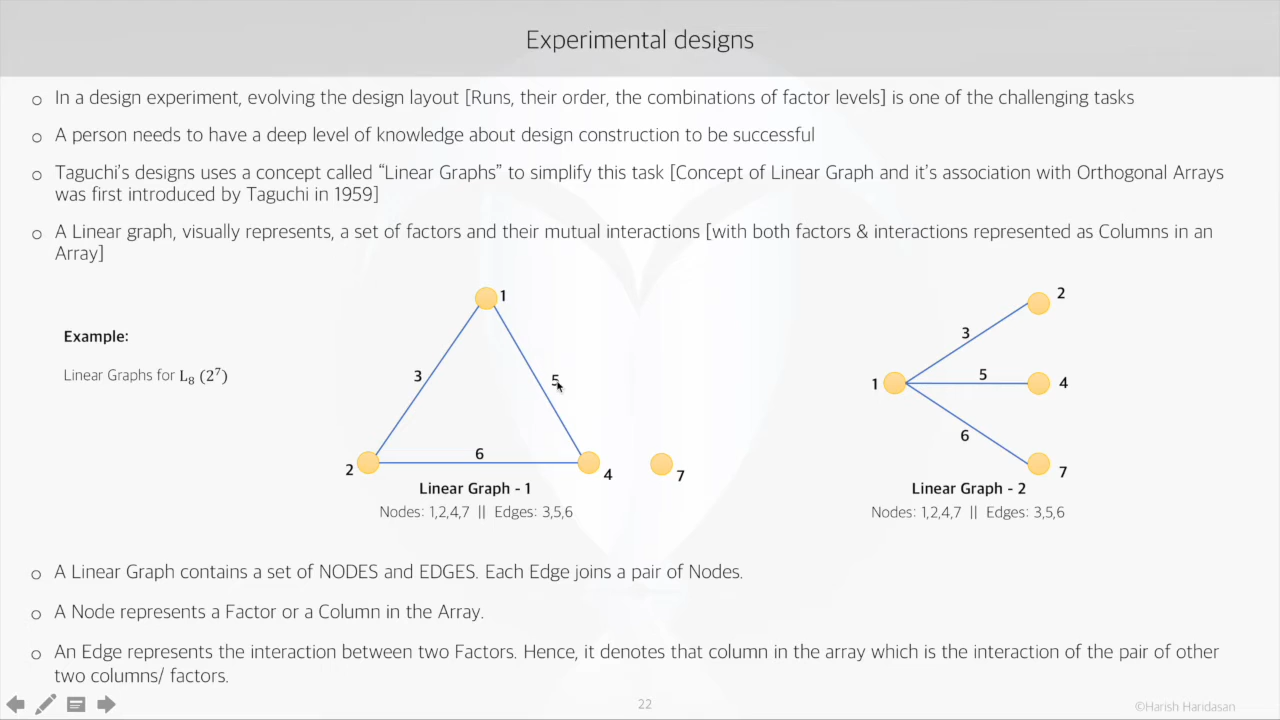 Experimental designs
o In a design experiment, evolving the design layout [Runs, their order, the combinations of factor levels] is one of the challenging tasks
o A person needs to have a deep level of knowledge about design construction to be successful
o Taguchi's designs uses a concept called “Linear Graphs” to simplify this task [Concept of Linear Graph and it's association with Orthogonal Arrays
was first introduced by Taguchi in 1959]
o A Linear graph, visually represents, a set of factors and their mutual interactions [with both factors & interactions represented as Columns in an
Array]
Example:
Linear Graphs for L₈ (2⁷)
1
3
5
2
6
4
7
Linear Graph - 1
Nodes: 1,2,4,7 || Edges: 3,5,6
2
3
1
5
4
6
7
Linear Graph - 2
Nodes: 1,2,4,7 || Edges: 3,5,6
o A Linear Graph contains a set of NODES and EDGES. Each Edge joins a pair of Nodes.
o A Node represents a Factor or a Column in the Array.
o An Edge represents the interaction between two Factors. Hence, it denotes that column in the array which is the interaction of the pair of other
two columns/ factors.
22
©Harish Haridasan